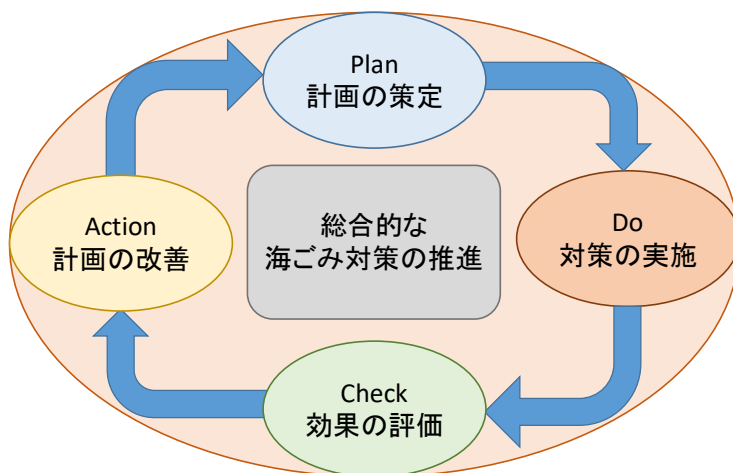 Plan
計画の策定
Do
対策の実施
Check
効果の評価
Action
計画の改善
総合的な
海ごみ対策の推進